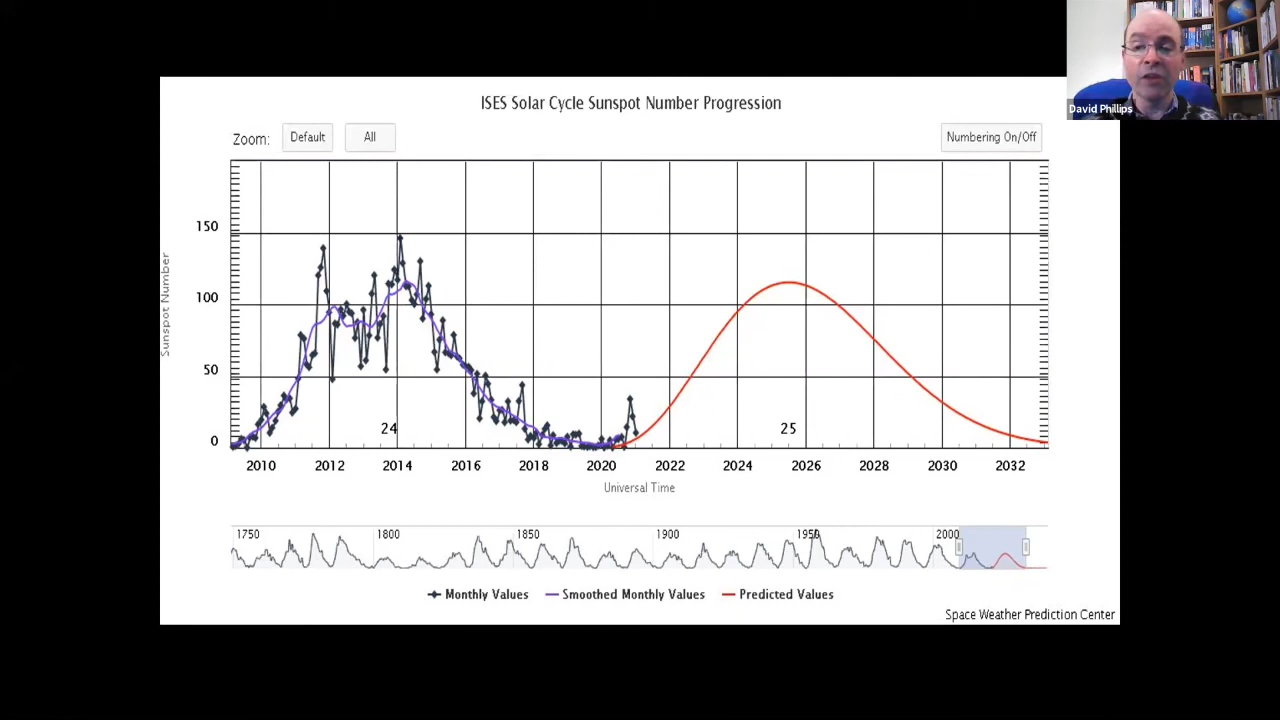 David Phillips
ISES Solar Cycle Sunspot Number Progression
Zoom: Default All Numbering On/Off
150
100
50
0
Sunspot Number
24 25
2010 2012 2014 2016 2018 2020 2022 2024 2026 2028 2030 2032
Universal Time
1750 1800 1850 1900 1950 2000
Monthly Values Smoothed Monthly Values Predicted Values
Space Weather Prediction Center